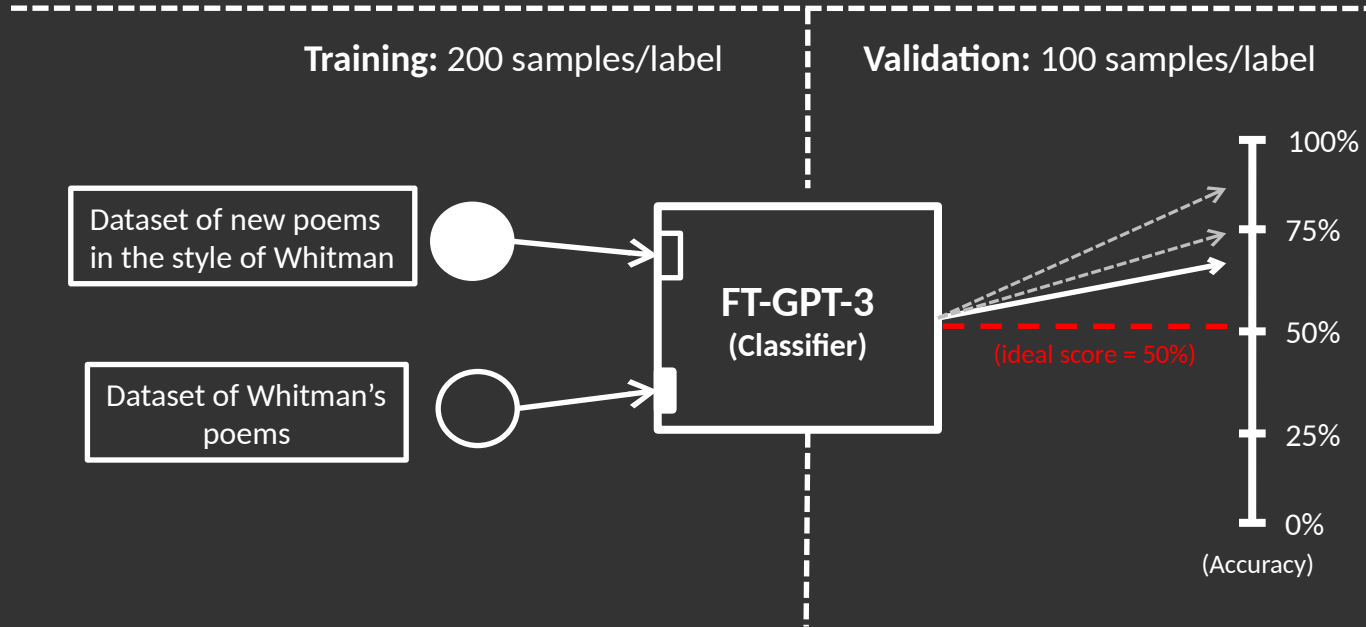 Training: 200 samples/label
Validation: 100 samples/label
Dataset of new poems
in the style of Whitman
Dataset of Whitman’s
poems
FT-GPT-3
(Classifier)
(ideal score = 50%)
100%
75%
50%
25%
0%
(Accuracy)